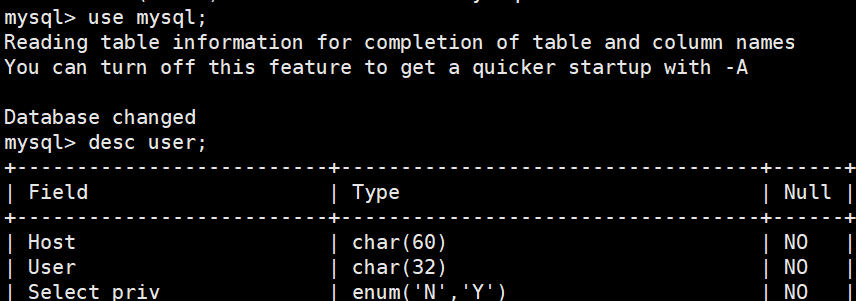 mysql> use mysql;
Reading table information for completion of table and column names
You can turn off this feature to get a quicker startup with -A
Database changed
mysql> desc user;
+--------------------------+-----------------------------------+------+
| Field                    | Type                              | Null |
+--------------------------+-----------------------------------+------+
| Host                     | char(60)                          | NO   |
| User                     | char(32)                          | NO   |
| Select_priv              | enum('N','Y')                     | NO   |